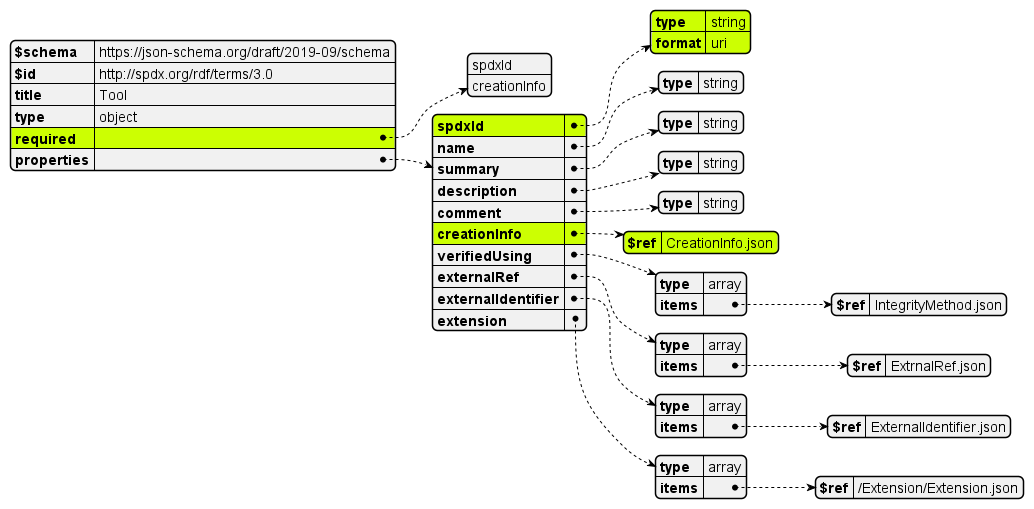 $schema https://json-schema.org/draft/2019-09/schema
$id http://spdx.org/rdf/terms/3.0
title Tool
type object
required
properties
spdxId
creationInfo
spdxId
name
summary
description
comment
creationInfo
verifiedUsing
externalRef
externalIdentifier
extension
type string
format uri
type string
type string
type string
type string
$ref CreationInfo.json
type array
items
$ref IntegrityMethod.json
type array
items
$ref ExtrnalRef.json
type array
items
$ref ExternalIdentifier.json
type array
items
$ref /Extension/Extension.json